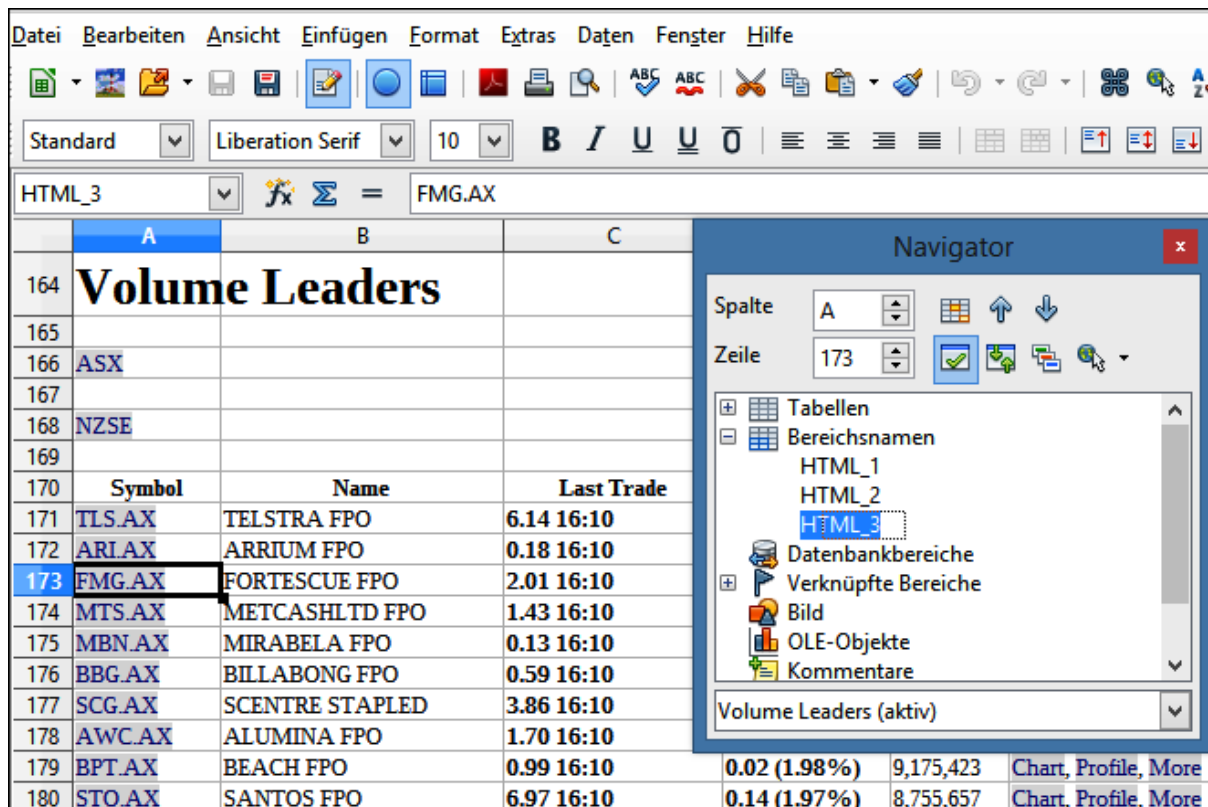 Datei Bearbeiten Ansicht Einfügen Format Extras Daten Fenster Hilfe
ABC ABC A Z
Standard Liberation Serif 10 B I U U O
HTML_3 fx Σ = FMG.AX
A B C
164 Volume Leaders
165
166 ASX
167
168 NZSE
169
170 Symbol Name Last Trade
171 TLS.AX TELSTRA FPO 6.14 16:10
172 ARI.AX ARRIUM FPO 0.18 16:10
173 FMG.AX FORTESCUE FPO 2.01 16:10
174 MTS.AX METCASHLTD FPO 1.43 16:10
175 MBN.AX MIRABELA FPO 0.13 16:10
176 BBG.AX BILLABONG FPO 0.59 16:10
177 SCG.AX SCENTRE STAPLED 3.86 16:10
178 AWC.AX ALUMINA FPO 1.70 16:10
179 BPT.AX BEACH FPO 0.99 16:10 0.02 (1.98%) 9,175,423 Chart, Profile, More
180 STO.AX SANTOS FPO 6.97 16:10 0.14 (1.97%) 8,755,657 Chart, Profile, More
Navigator
Spalte A
Zeile 173
Tabellen
Bereichsnamen
HTML_1
HTML_2
HTML_3
Datenbankbereiche
Verknüpfte Bereiche
Bild
OLE-Objekte
Kommentare
Volume Leaders (aktiv)